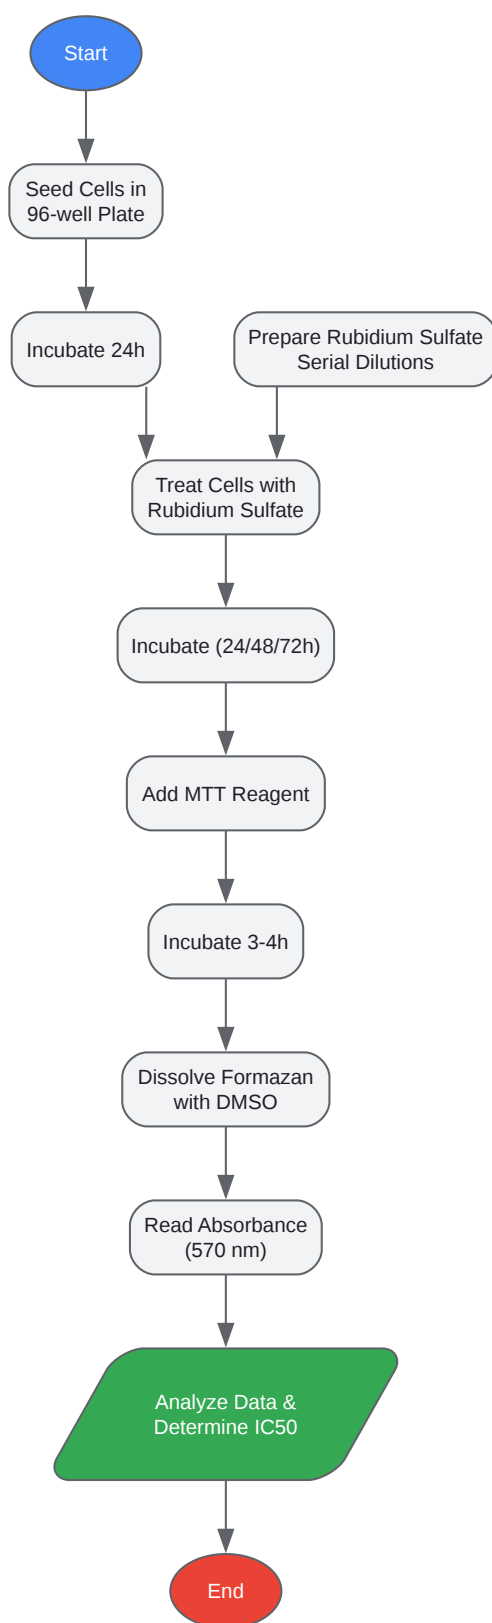 Start
Seed Cells in
96-well Plate
Incubate 24h
Prepare Rubidium Sulfate
Serial Dilutions
Treat Cells with
Rubidium Sulfate
Incubate (24/48/72h)
Add MTT Reagent
Incubate 3-4h
Dissolve Formazan
with DMSO
Read Absorbance
(570 nm)
Analyze Data &
Determine IC50
End